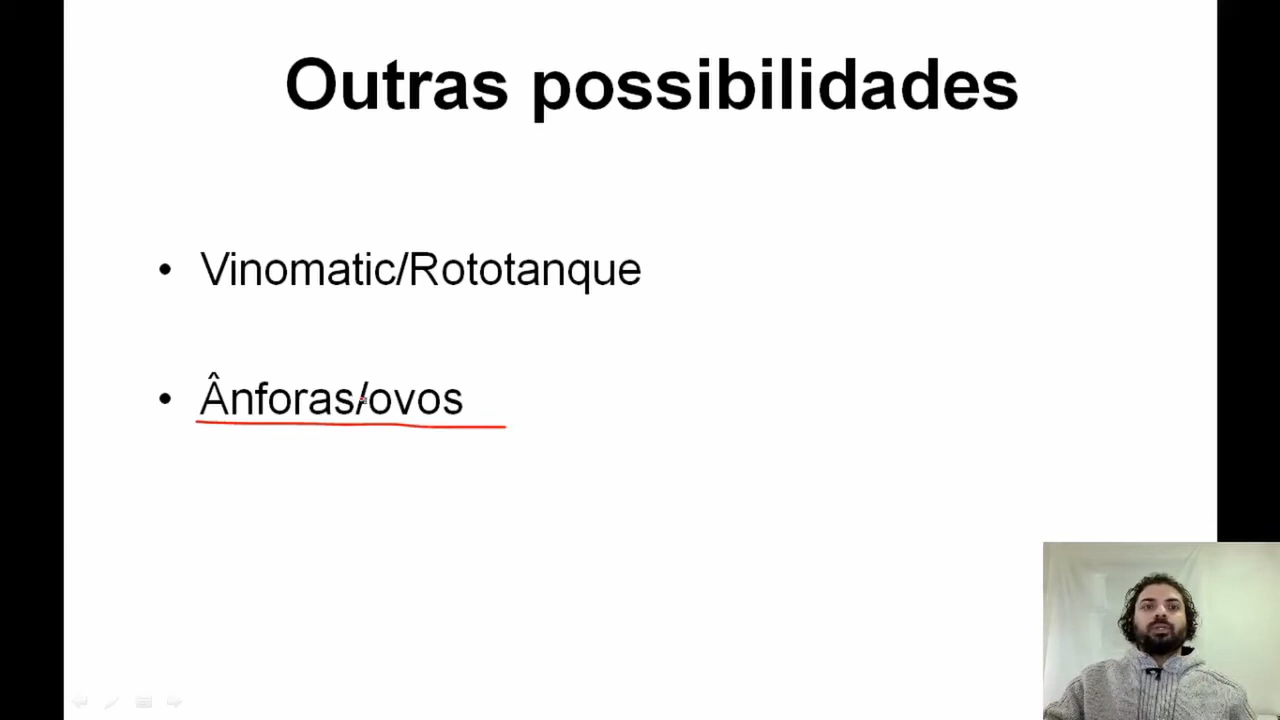 Outras possibilidades
• Vinomatic/Rototanque
• Ânforas/ovos